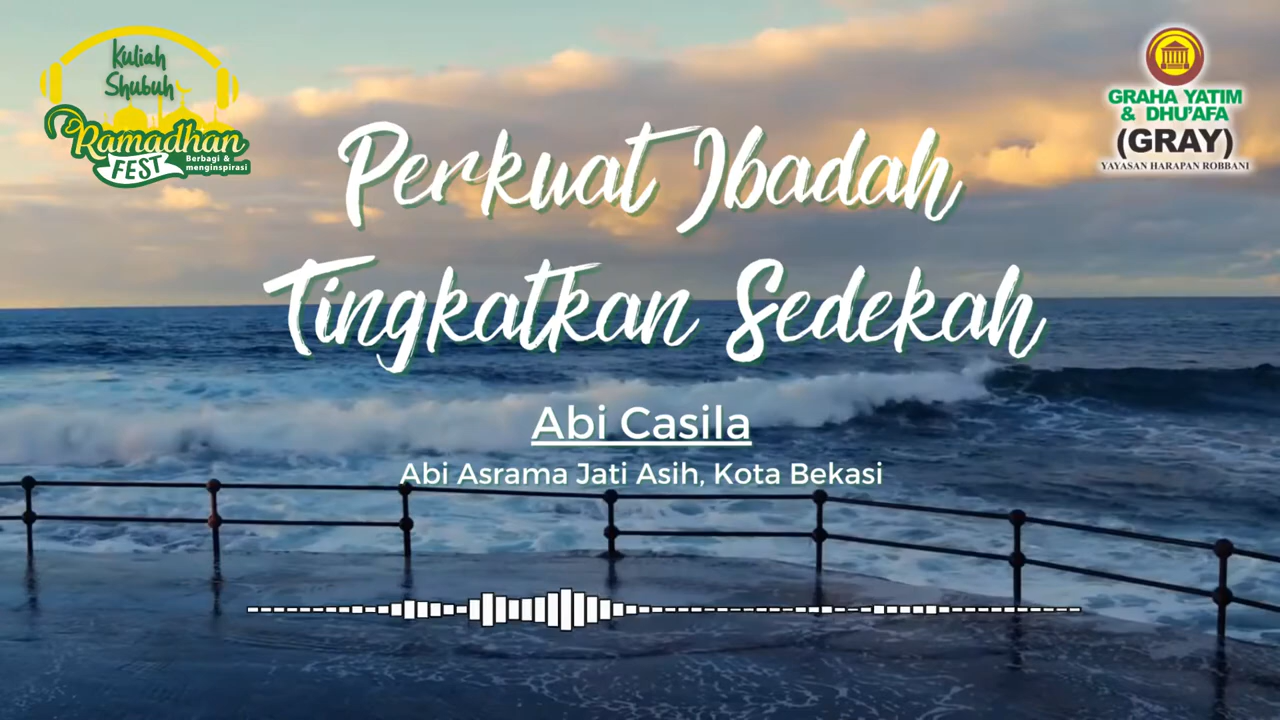 Kuliah
Shubuh
Ramadhan
FEST
Berbagi &
menginspirasi
GRAHA YATIM
& DHU'AFA
(GRAY)
YAYASAN HARAPAN ROBBANI
Perkuat Ibadah
Tingkatkan Sedekah
Abi Casila
Abi Asrama Jati Asih, Kota Bekasi